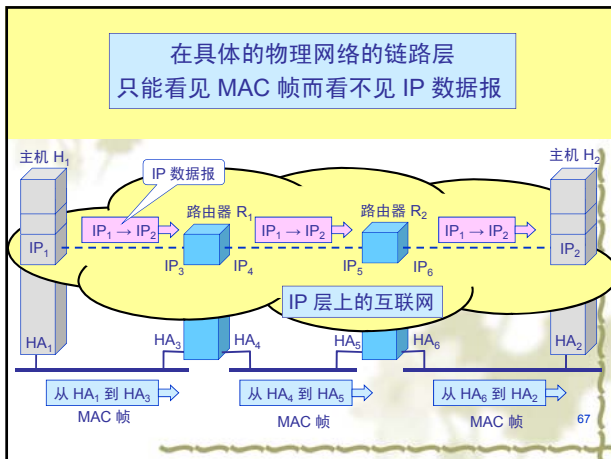 在具体的物理网络的链路层
只能看见 MAC 帧而看不见 IP 数据报
主机 H₁
主机 H₂
IP 数据报
路由器 R₁
路由器 R₂
IP₁ → IP₂
IP₁ → IP₂
IP₁ → IP₂
IP₁
IP₂
IP₃
IP₄
IP₅
IP₆
IP 层上的互联网
HA₁
HA₃
HA₄
HA₅
HA₆
HA₂
从 HA₁ 到 HA₃
从 HA₄ 到 HA₅
从 HA₆ 到 HA₂
MAC 帧
MAC 帧
MAC 帧
67